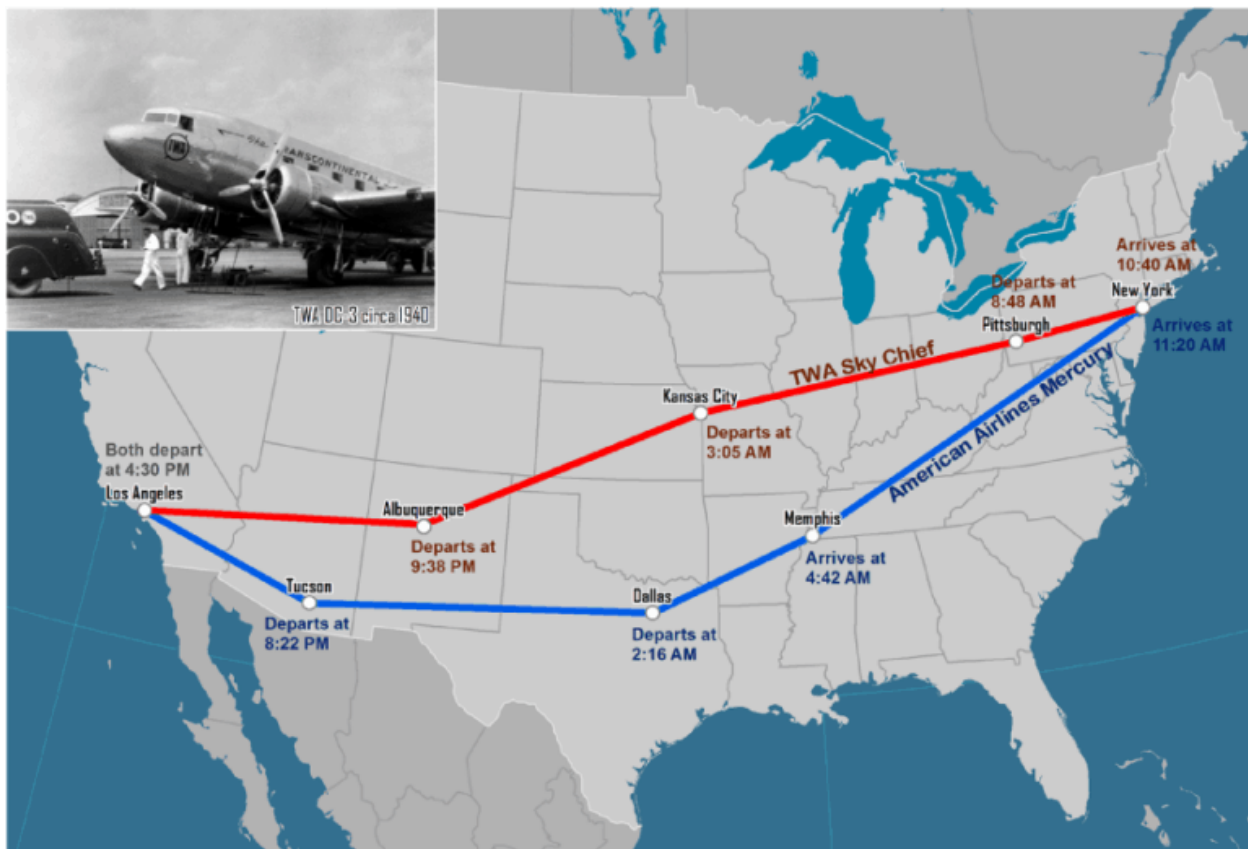 TWA
TRANSCONTINENTAL
TWA DC-3 circa 1940
Arrives at
10:40 AM
Departs at
8:48 AM
New York
Pittsburgh
Arrives at
11:20 AM
TWA Sky Chief
American Airlines Mercury
Kansas City
Departs at
3:05 AM
Both depart
at 4:30 PM
Los Angeles
Albuquerque
Departs at
9:38 PM
Memphis
Arrives at
4:42 AM
Tucson
Departs at
8:22 PM
Dallas
Departs at
2:16 AM